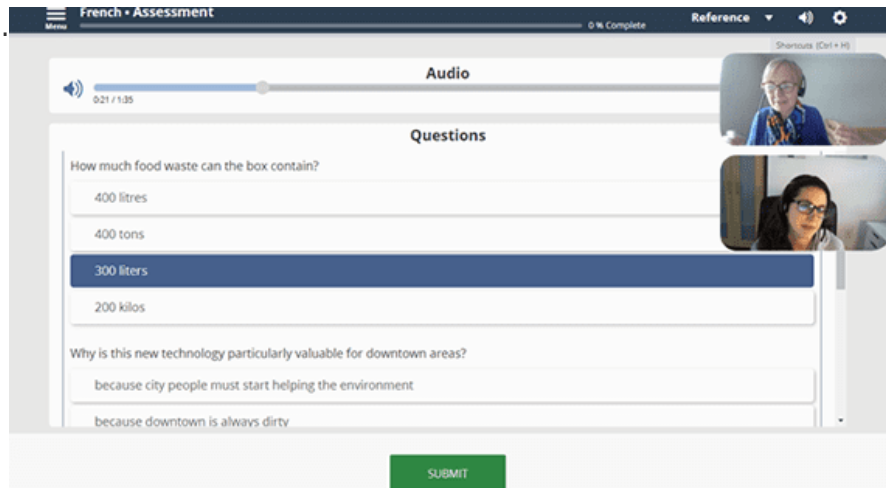 French • Assessment
Menu
0 % Complete
Reference
Shortcuts (Ctrl + H)
Audio
0:21 / 1:35
Questions
How much food waste can the box contain?
400 litres
400 tons
300 liters
200 kilos
Why is this new technology particularly valuable for downtown areas?
because city people must start helping the environment
because downtown is always dirty
SUBMIT